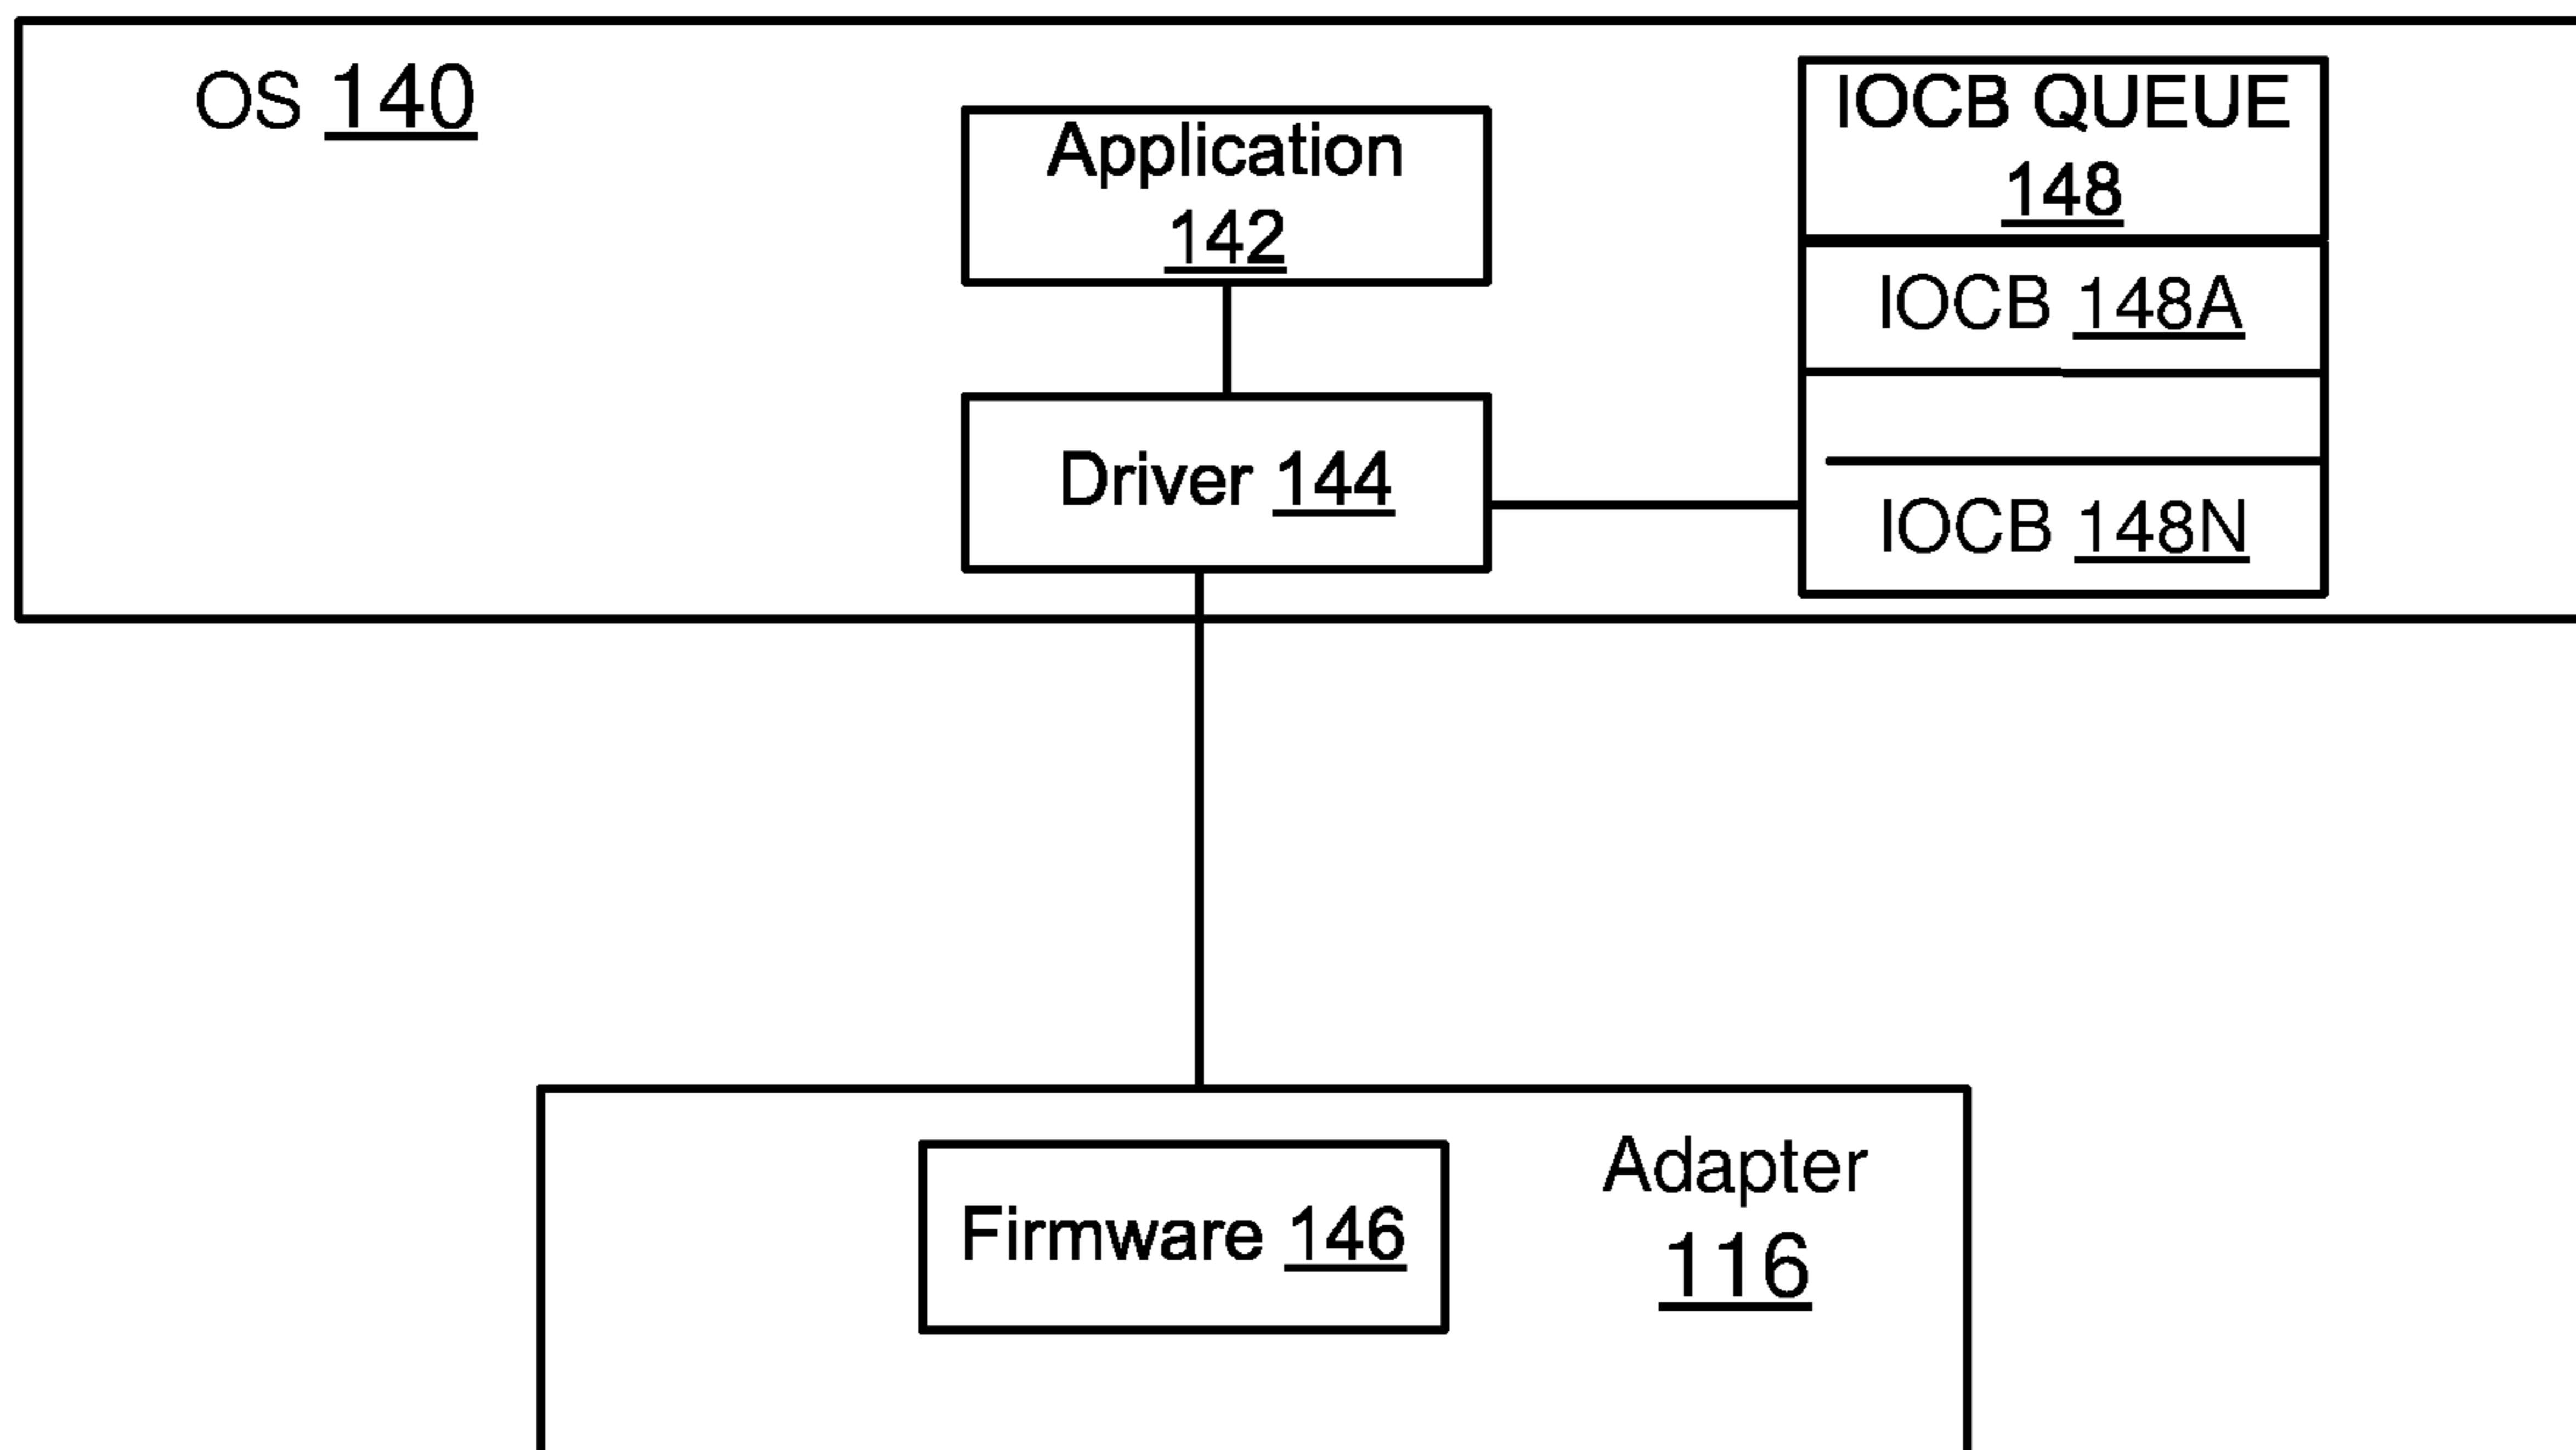 OS 140
Application
142
Driver 144
IOCB QUEUE
148
IOCB 148A
IOCB 148N
Firmware 146
Adapter
116